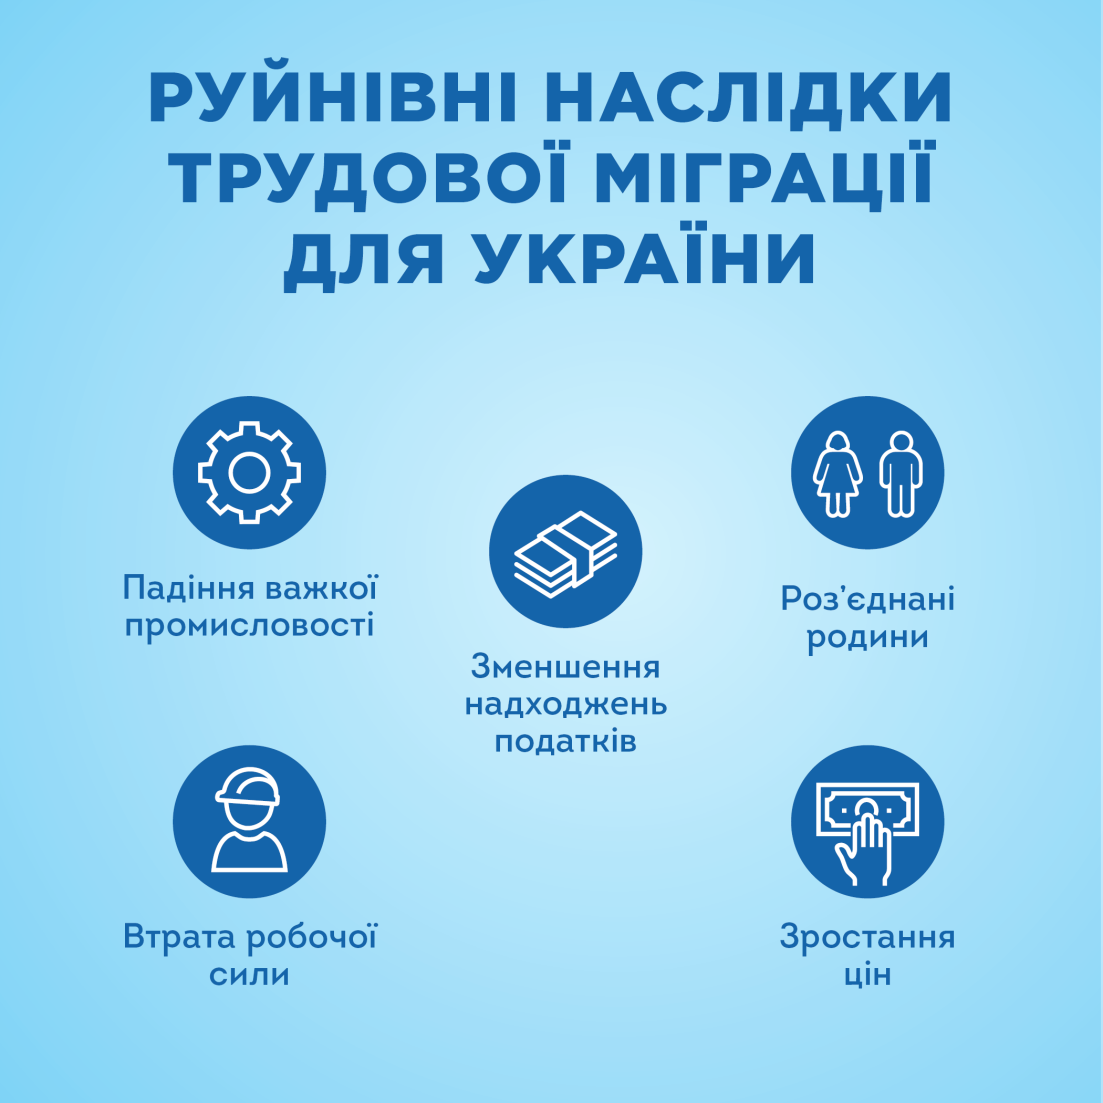 РУЙНІВНІ НАСЛІДКИ
ТРУДОВОЇ МІГРАЦІЇ
ДЛЯ УКРАЇНИ
Падіння важкої
промисловості
Роз’єднані
родини
Зменшення
надходжень
податків
Втрата робочої
сили
Зростання
цін